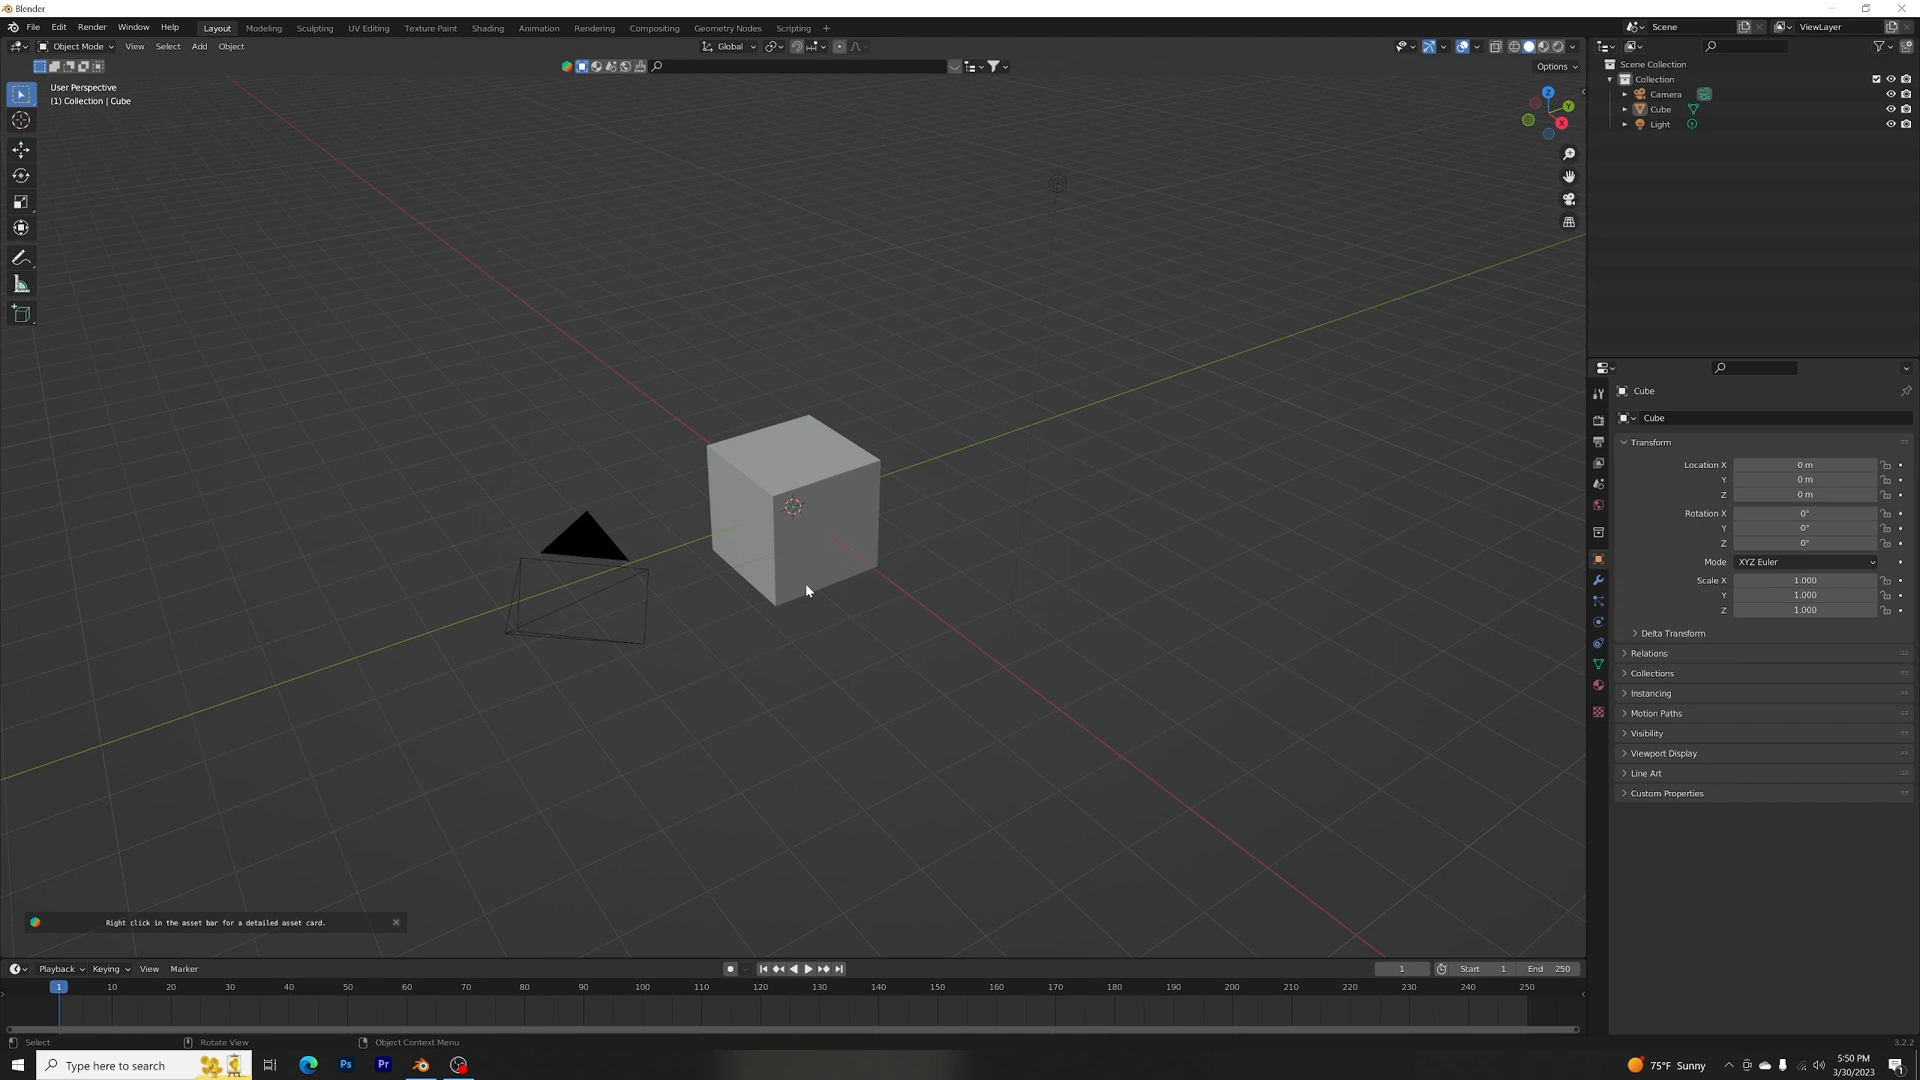 Blender
File Edit Render Window Help Layout Modeling Sculpting UV Editing Texture Paint Shading Animation Rendering Compositing Geometry Nodes Scripting + Scene ViewLayer
Object Mode View Select Add Object Global
Options
User Perspective
(1) Collection | Cube
Z
Y
X
Scene Collection
Collection
Camera
Cube
Light
Cube
Cube
Transform
Location X 0 m
Y 0 m
Z 0 m
Rotation X 0°
Y 0°
Z 0°
Mode XYZ Euler
Scale X 1.000
Y 1.000
Z 1.000
Delta Transform
Relations
Collections
Instancing
Motion Paths
Visibility
Viewport Display
Line Art
Custom Properties
Right click in the asset bar for a detailed asset card.
Playback Keying View Marker 1 Start 1 End 250
1 10 20 30 40 50 60 70 80 90 100 110 120 130 140 150 160 170 180 190 200 210 220 230 240 250
Select Rotate View Object Context Menu 3.2.2
Type here to search Ps Pr 75°F Sunny 5:50 PM
3/30/2023
1